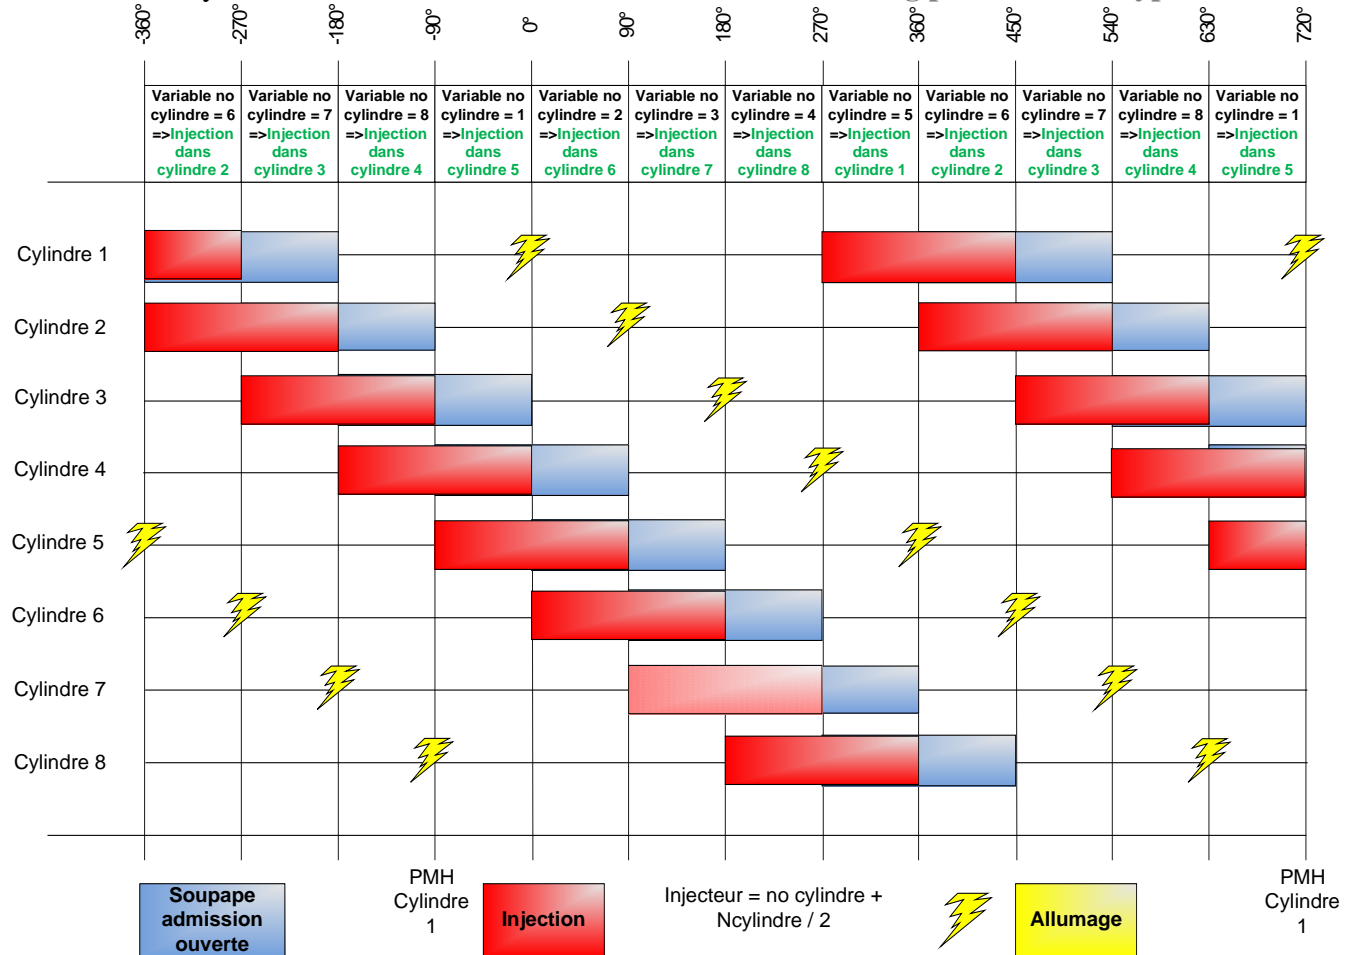 -360°
-270°
-180°
-90°
0°
90°
180°
270°
360°
450°
540°
630°
720°
Variable no
cylindre = 6
=>Injection
dans
cylindre 2
Variable no
cylindre = 7
=>Injection
dans
cylindre 3
Variable no
cylindre = 8
=>Injection
dans
cylindre 4
Variable no
cylindre = 1
=>Injection
dans
cylindre 5
Variable no
cylindre = 2
=>Injection
dans
cylindre 6
Variable no
cylindre = 3
=>Injection
dans
cylindre 7
Variable no
cylindre = 4
=>Injection
dans
cylindre 8
Variable no
cylindre = 5
=>Injection
dans
cylindre 1
Variable no
cylindre = 6
=>Injection
dans
cylindre 2
Variable no
cylindre = 7
=>Injection
dans
cylindre 3
Variable no
cylindre = 8
=>Injection
dans
cylindre 4
Variable no
cylindre = 1
=>Injection
dans
cylindre 5
Cylindre 1
Cylindre 2
Cylindre 3
Cylindre 4
Cylindre 5
Cylindre 6
Cylindre 7
Cylindre 8
Soupape
admission
ouverte
PMH
Cylindre
1
Injection
Injecteur = no cylindre +
Ncylindre / 2
Allumage
PMH
Cylindre
1